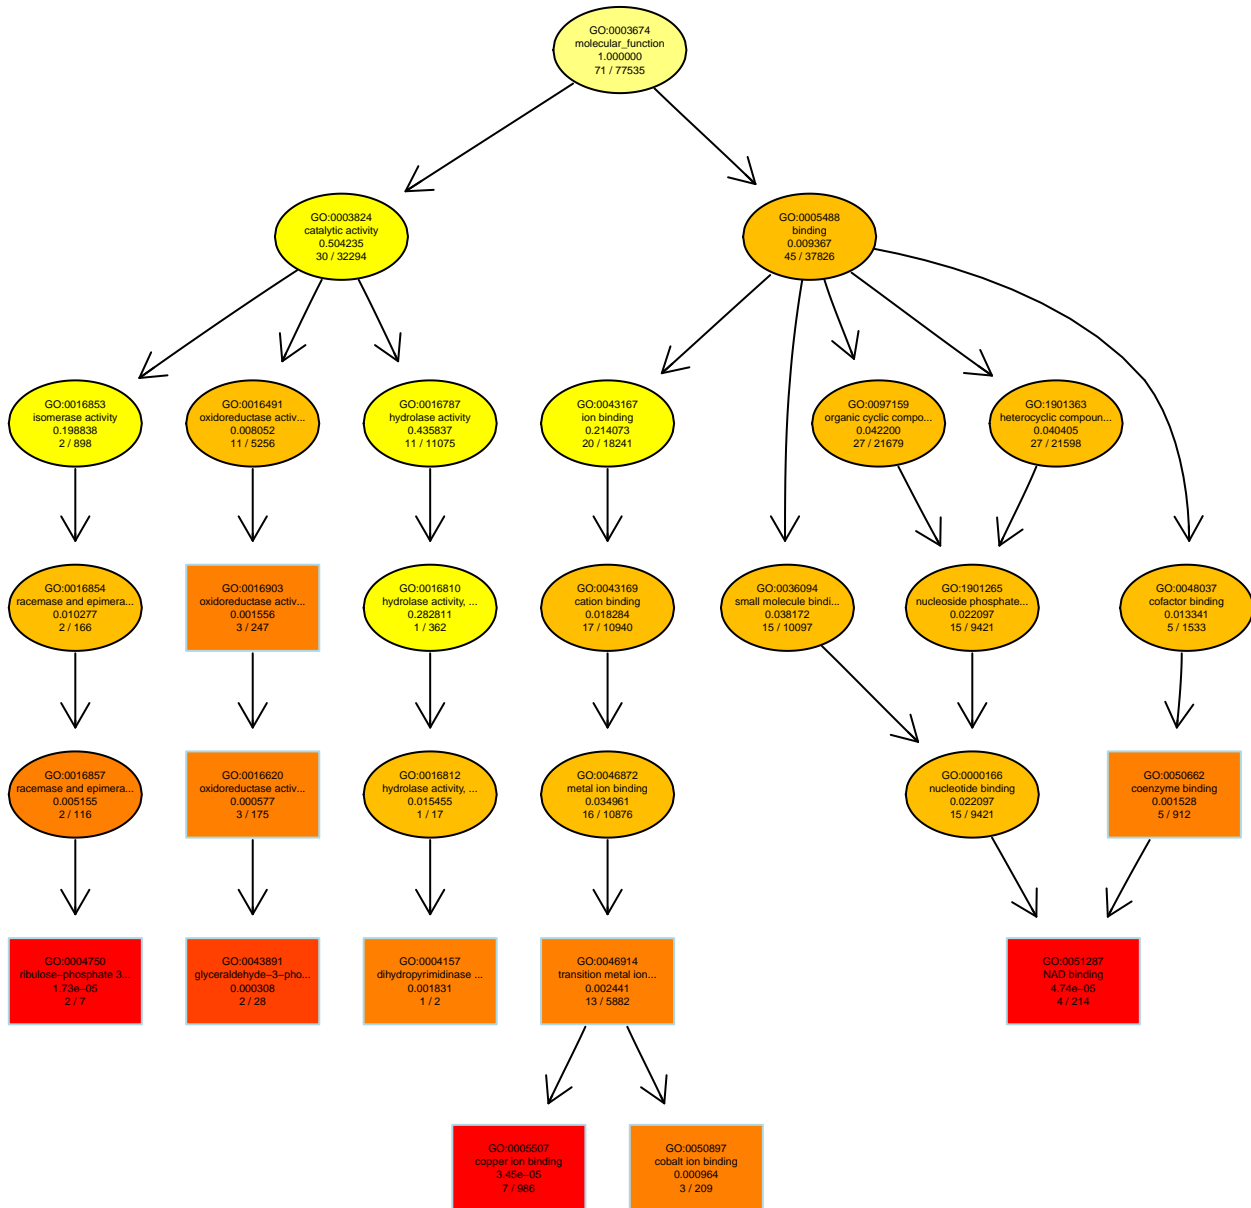 GO:0003674
molecular_function
1.000000
71 / 77535
GO:0003824
catalytic activity
0.504235
30 / 32294
GO:0005488
binding
0.009367
45 / 37826
GO:0016853
isomerase activity
0.198838
2 / 898
GO:0016491
oxidoreductase activ...
0.008052
11 / 5256
GO:0016787
hydrolase activity
0.435837
11 / 11075
GO:0043167
ion binding
0.214073
20 / 18241
GO:0097159
organic cyclic compo...
0.042200
27 / 21679
GO:1901363
heterocyclic compoun...
0.040405
27 / 21598
GO:0016854
racemase and epimera...
0.010277
2 / 166
GO:0016903
oxidoreductase activ...
0.001556
3 / 247
GO:0016810
hydrolase activity, ...
0.282811
1 / 362
GO:0043169
cation binding
0.018284
17 / 10940
GO:0036094
small molecule bindi...
0.038172
15 / 10097
GO:1901265
nucleoside phosphate...
0.022097
15 / 9421
GO:0048037
cofactor binding
0.013341
5 / 1533
GO:0016857
racemase and epimera...
0.005155
2 / 116
GO:0016620
oxidoreductase activ...
0.000577
3 / 175
GO:0016812
hydrolase activity, ...
0.015455
1 / 17
GO:0046872
metal ion binding
0.034961
16 / 10876
GO:0000166
nucleotide binding
0.022097
15 / 9421
GO:0050662
coenzyme binding
0.001528
5 / 912
GO:0004750
ribulose−phosphate 3...
1.73e−05
2 / 7
GO:0043891
glyceraldehyde−3−pho...
0.000308
2 / 28
GO:0004157
dihydropyrimidinase ...
0.001831
1 / 2
GO:0046914
transition metal ion...
0.002441
13 / 5882
GO:0051287
NAD binding
4.74e−05
4 / 214
GO:0005507
copper ion binding
3.45e−05
7 / 986
GO:0050897
cobalt ion binding
0.000964
3 / 209